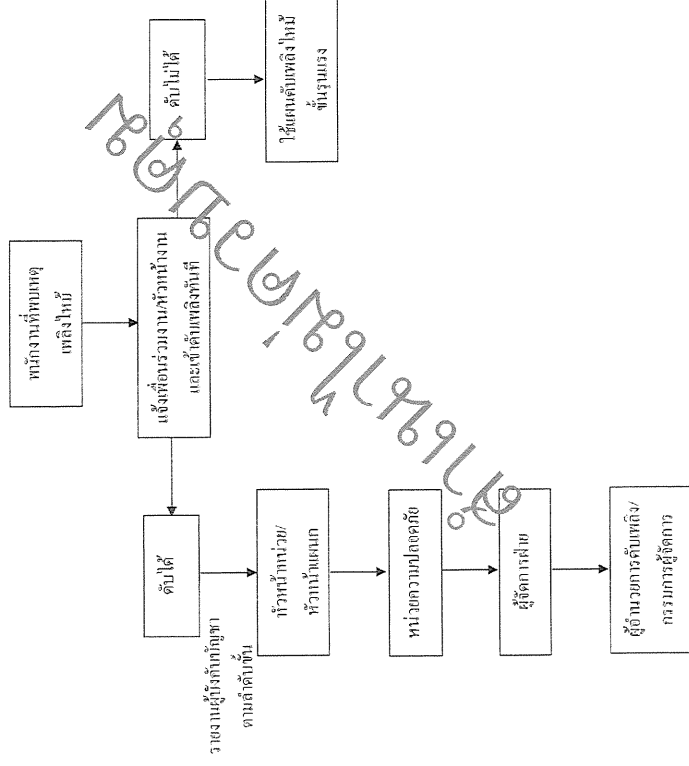 พนักงานที่พบเหตุ
เพลิงไหม้
แจ้งเพื่อนร่วมงาน/หัวหน้างาน
และเข้าดับเพลิงทันที
ดับได้
ดับไม่ได้
รายงานผู้บังคับบัญชา
ตามลำดับขั้น
ใช้แผนดับเพลิงไหม้
ขั้นรุนแรง
หัวหน้าหน่วย/
หัวหน้าแผนก
หน่วยความปลอดภัย
ผู้จัดการฝ่าย
ผู้อำนวยการดับเพลิง/
กรรมการผู้จัดการ